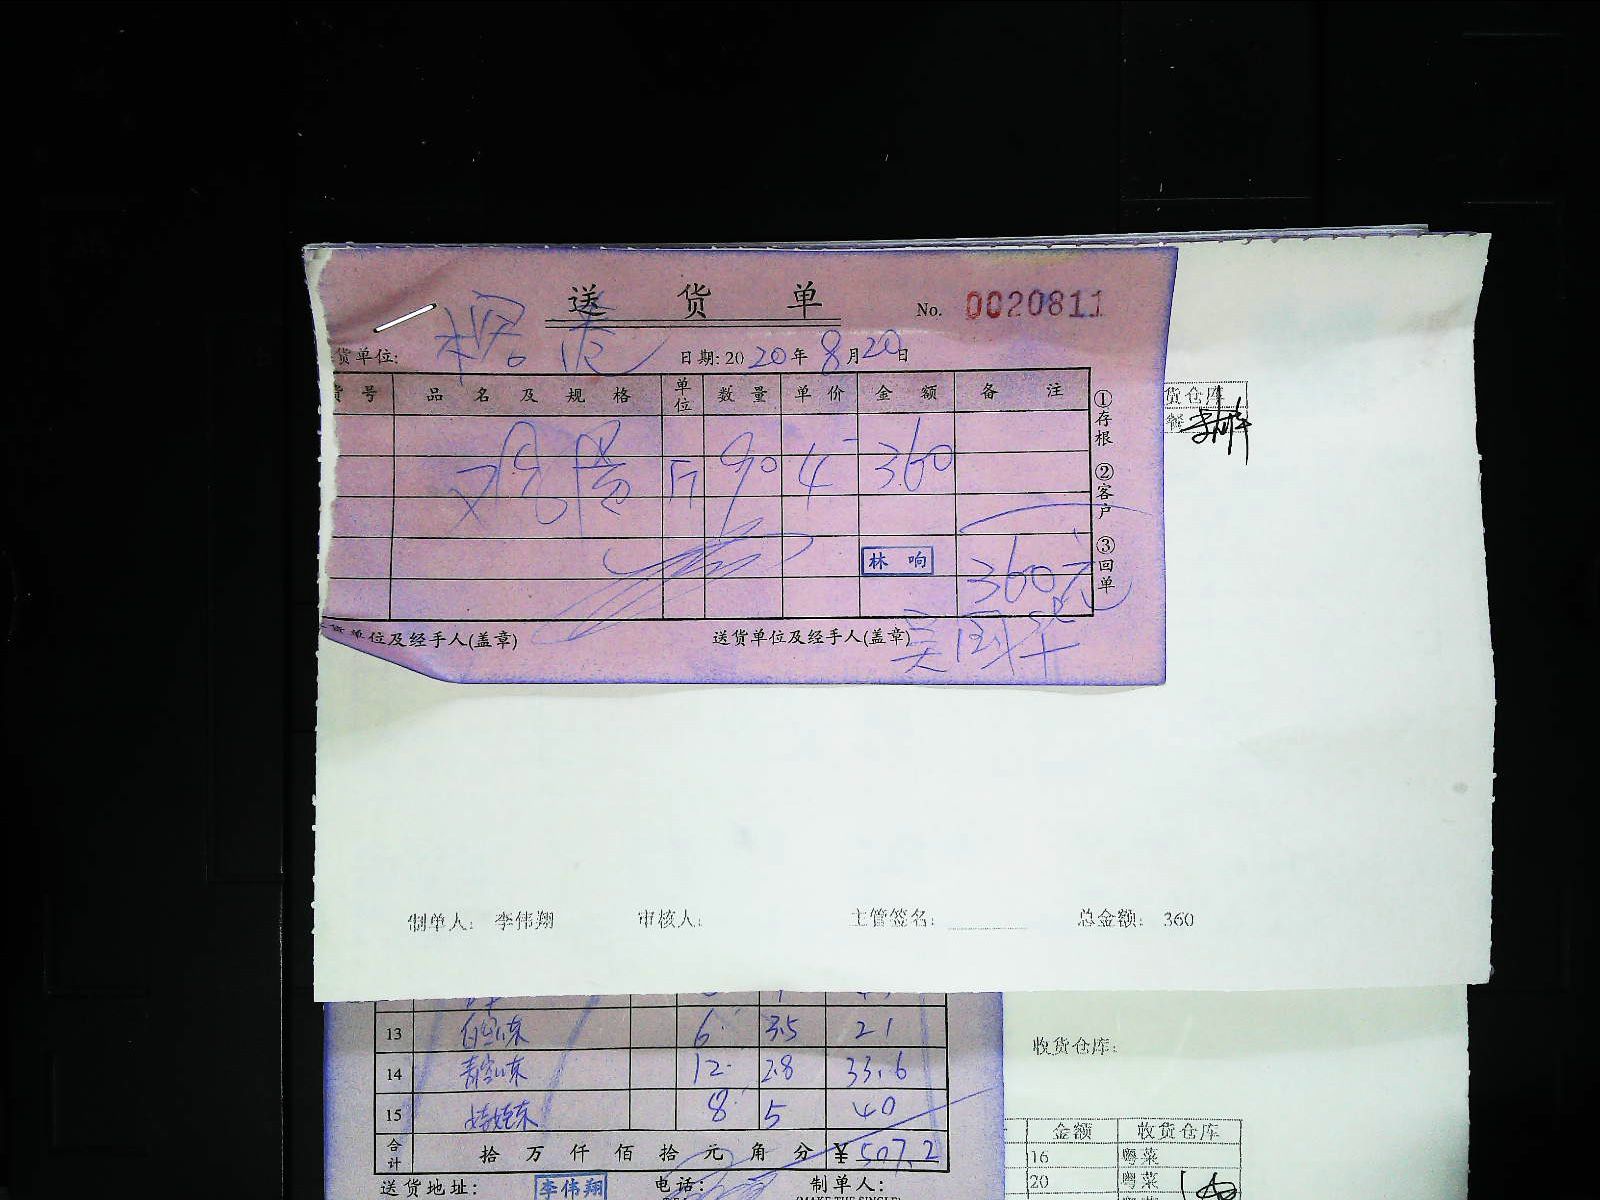 送 货 单 No. 0020811
货单位: 日期: 2020年8月20日
货号 品名及规格 单位 数量 单价 金额 备注
鸡汤 斤 90 4 360
①存根 ②客户 ③回单
林 响
360元
货单位及经手人(盖章) 送货单位及经手人(盖章)
货仓库
餐
制单人: 李伟翔 审核人: 主管签名: 总金额: 360
13 6. 3.5 21
14 12. 2.8 33.6
15 娃娃菜 8. 5 40
合计 拾 万 仟 佰 拾 元 角 分 ¥507.2
送货地址: 李伟翔 电话: 制单人:
收货仓库:
金额 收货仓库
16 粤菜
20 粤菜